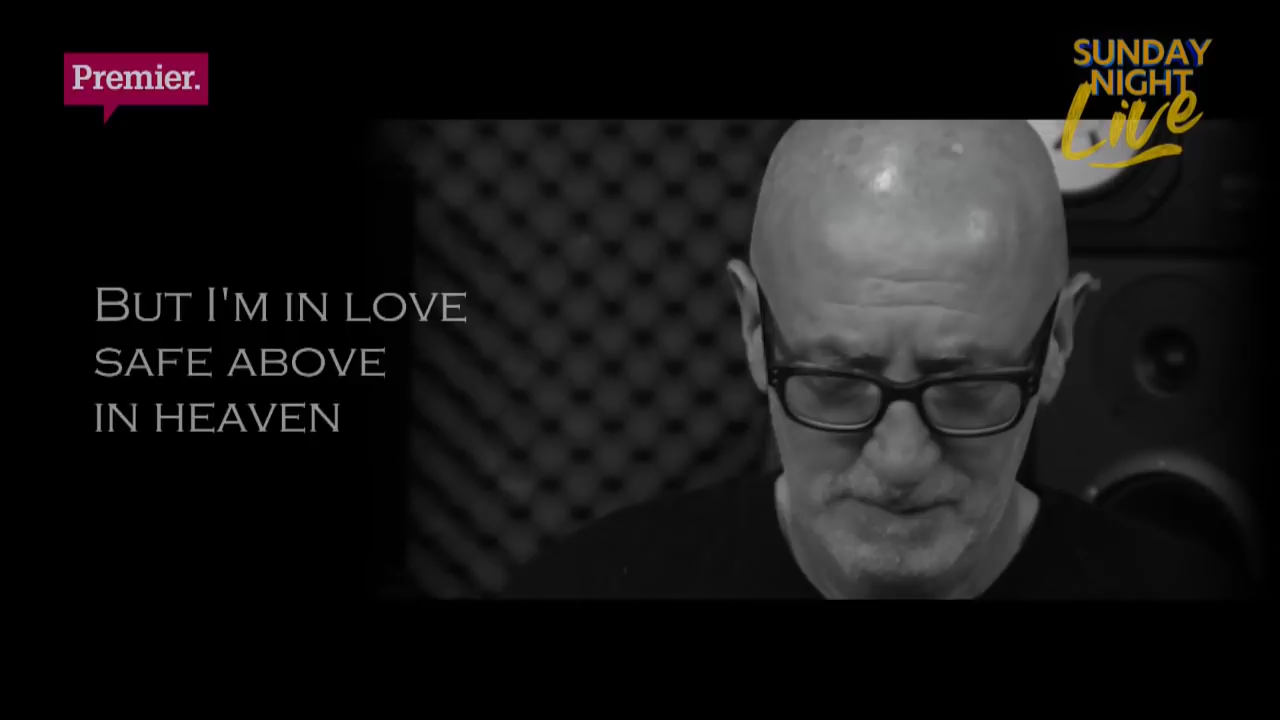 Premier.
SUNDAY
NIGHT
Live
BUT I'M IN LOVE
SAFE ABOVE
IN HEAVEN